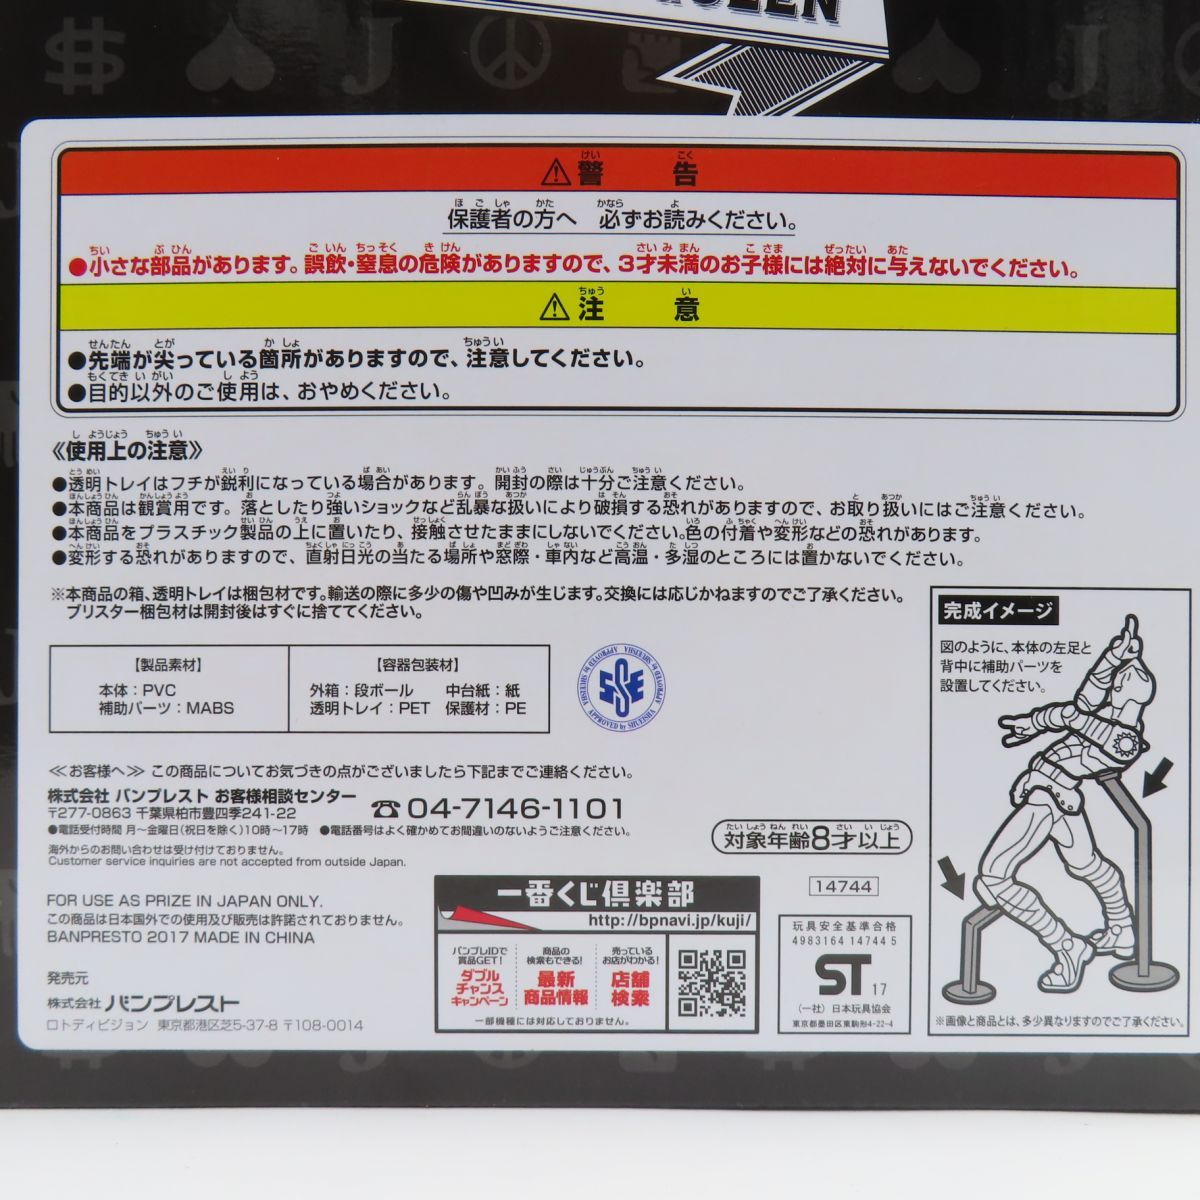 QUEEN
⚠警告
保護者の方へ 必ずお読みください。
●小さな部品があります。誤飲・窒息の危険がありますので、3才未満のお子様には絶対に与えないでください。
⚠注意
●先端が尖っている箇所がありますので、注意してください。
●目的以外のご使用は、おやめください。
《使用上の注意》
●透明トレイはフチが鋭利になっている場合があります。開封の際は十分ご注意ください。
●本商品は観賞用です。落としたり強いショックなど乱暴な扱いにより破損する恐れがありますので、お取り扱いにはご注意ください。
●本商品をプラスチック製品の上に置いたり、接触させたままにしないでください。色の付着や変形などの恐れがあります。
●変形する恐れがありますので、直射日光の当たる場所や窓際・車内など高温・多湿のところには置かないでください。
※本商品の箱、透明トレイは梱包材です。輸送の際に多少の傷や凹みが生じます。交換には応じかねますのでご了承ください。
ブリスター梱包材は開封後はすぐに捨ててください。
【製品素材】
本体：PVC
補助パーツ：MABS
【容器包装材】
外箱：段ボール 中台紙：紙
透明トレイ：PET 保護材：PE
APPROVED by SHUEISHA
完成イメージ
図のように、本体の左足と
背中に補助パーツを
設置してください。
※画像と商品とは、多少異なりますのでご了承ください。
≪お客様へ≫ この商品についてお気づきの点がございましたら下記までご連絡ください。
株式会社 バンプレスト お客様相談センター
〒277-0863 千葉県柏市豊四季241-22
☎04-7146-1101
●電話受付時間 月～金曜日(祝日を除く)10時～17時 ●電話番号はよく確かめてお間違いのないようご注意ください。
海外からのお問い合わせは受け付けておりません。
Customer service inquiries are not accepted from outside Japan.
対象年齢8才以上
14744
FOR USE AS PRIZE IN JAPAN ONLY.
この商品は日本国外での使用及び販売は許諾されておりません。
BANPRESTO 2017 MADE IN CHINA
発売元
株式会社 バンプレスト
ロトディビジョン 東京都港区芝5-37-8 〒108-0014
一番くじ倶楽部
http://bpnavi.jp/kuji/
バンプレIDで
賞品GET!
ダブル
チャンス
キャンペーン
商品の
検索もできる!
最新
商品情報
売っている
お店がわかる!
店舗
検索
一部機種には対応しておりません。
玩具安全基準合格
4983164 14744 5
ST 17
(一社) 日本玩具協会
東京都墨田区東駒形4-22-4